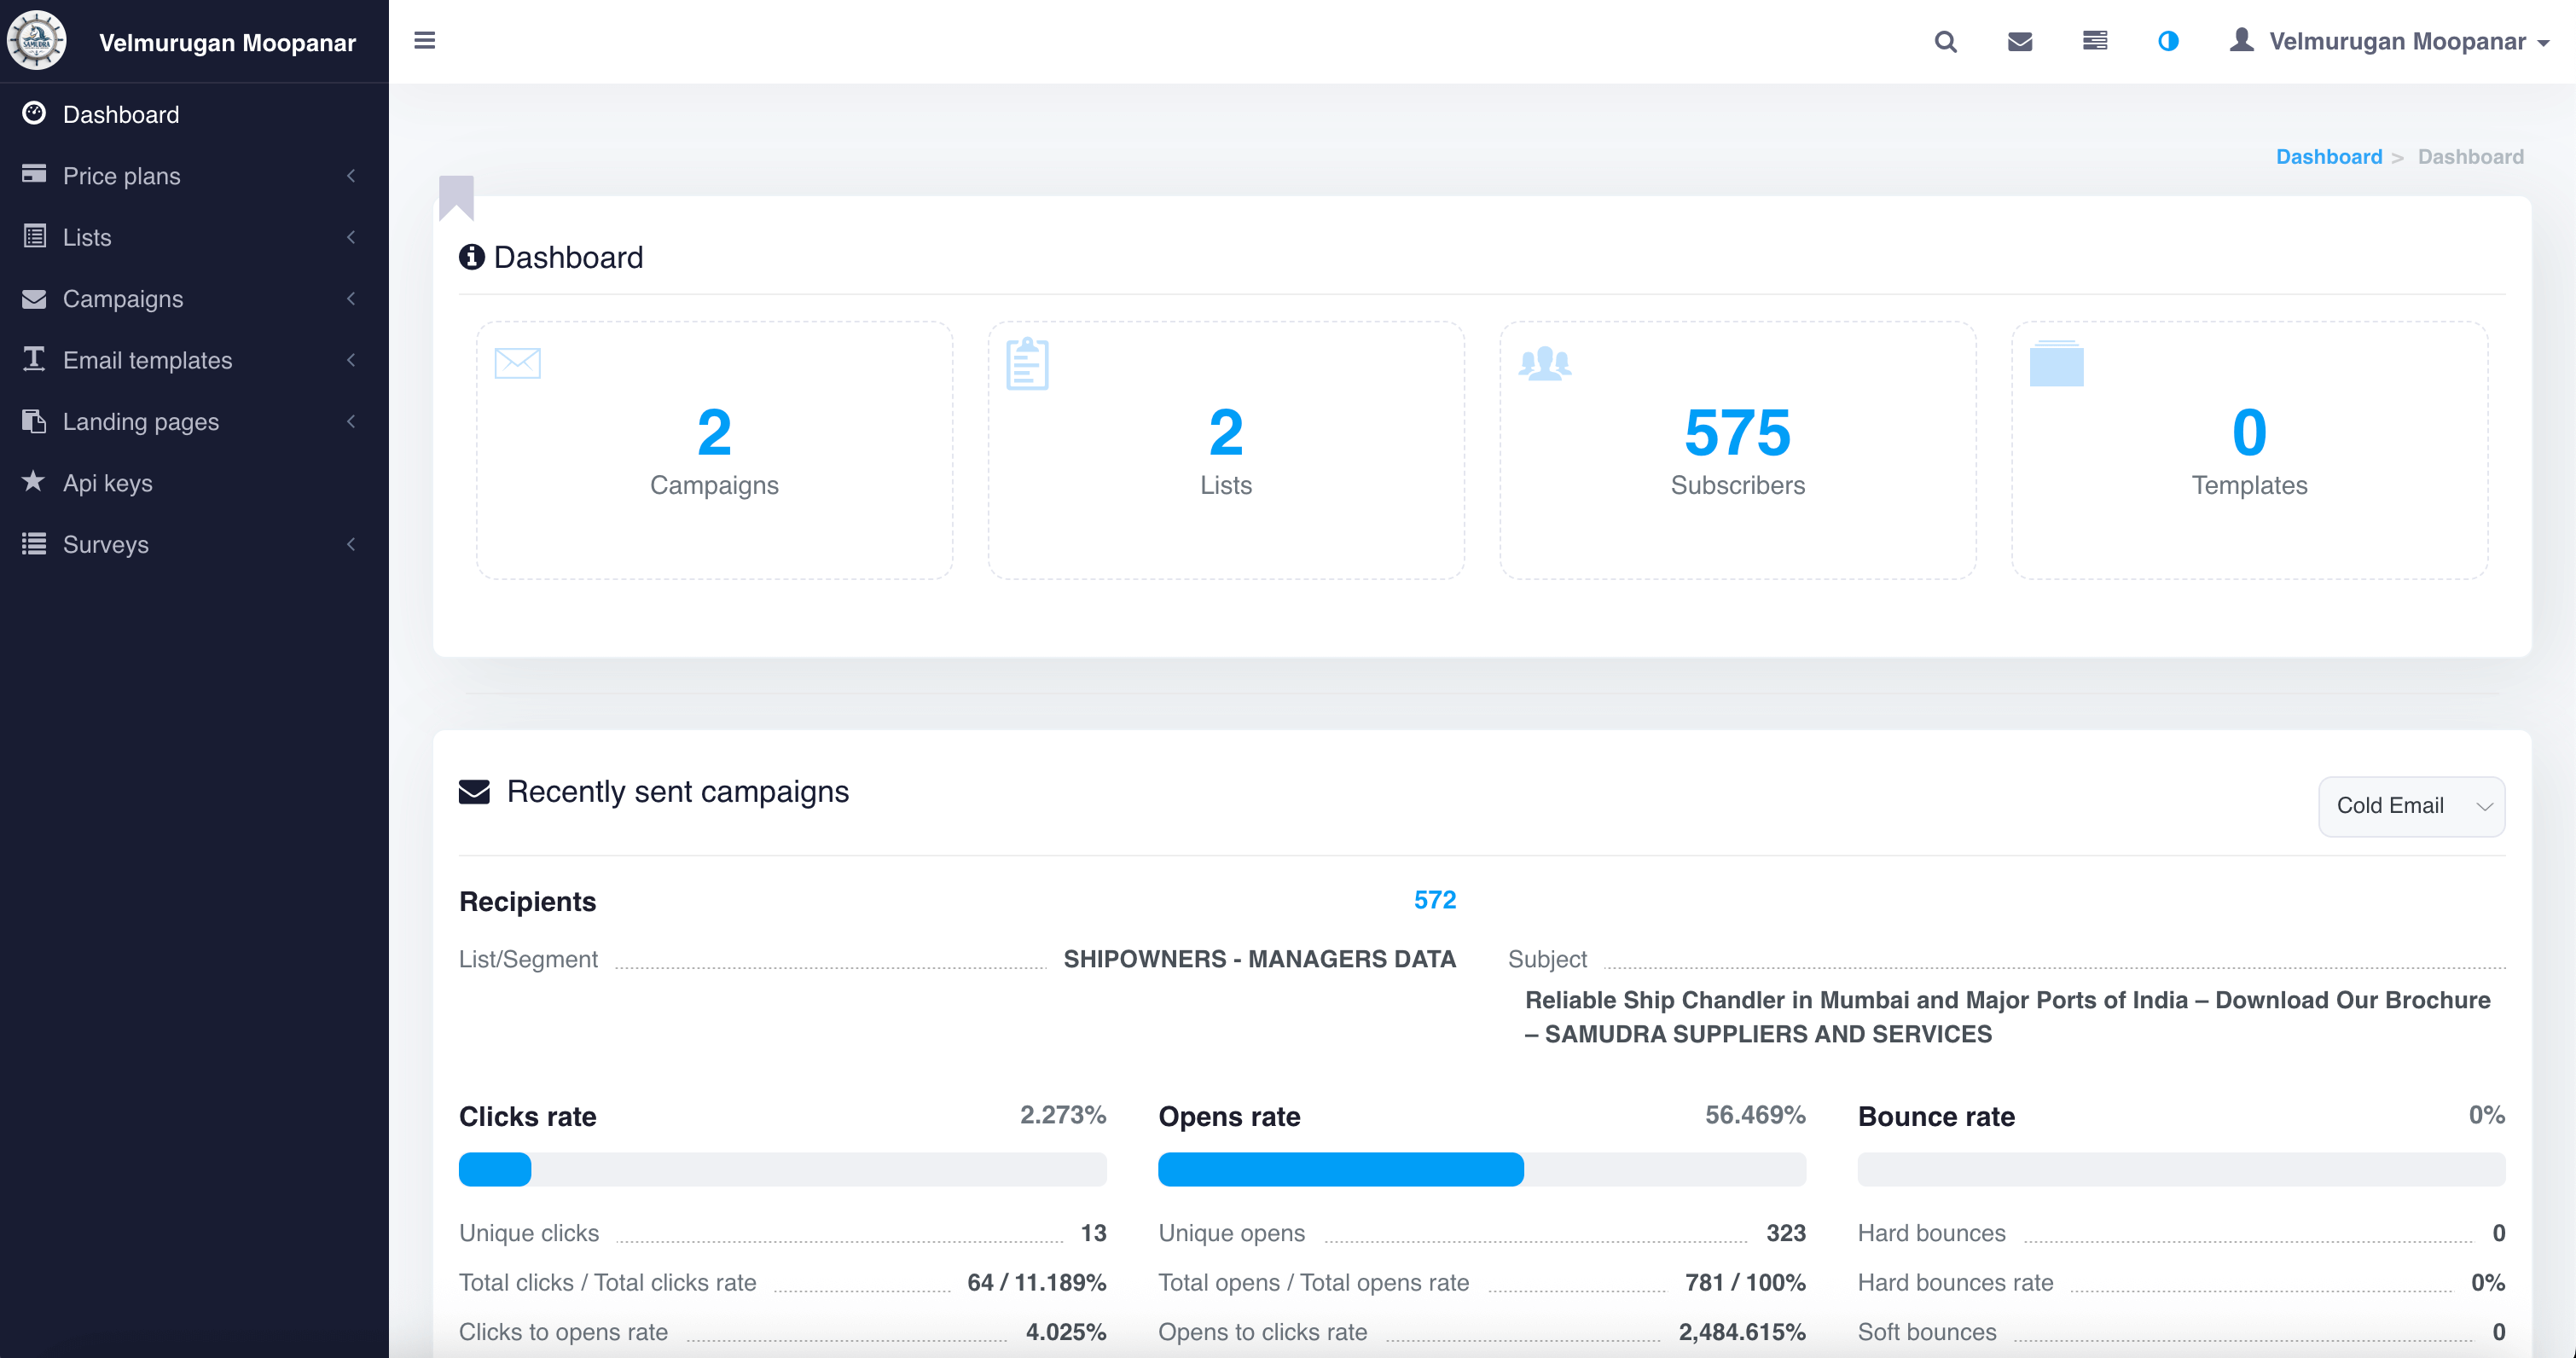 SAMUDRA
Velmurugan Moopanar
Velmurugan Moopanar
Dashboard
Price plans
Lists
Campaigns
Email templates
Landing pages
Api keys
Surveys
Dashboard > Dashboard
Dashboard
2
Campaigns
2
Lists
575
Subscribers
0
Templates
Recently sent campaigns
Cold Email
Recipients 572
List/Segment SHIPOWNERS - MANAGERS DATA
Subject
Reliable Ship Chandler in Mumbai and Major Ports of India – Download Our Brochure
– SAMUDRA SUPPLIERS AND SERVICES
Clicks rate 2.273%
Unique clicks 13
Total clicks / Total clicks rate 64 / 11.189%
Clicks to opens rate 4.025%
Opens rate 56.469%
Unique opens 323
Total opens / Total opens rate 781 / 100%
Opens to clicks rate 2,484.615%
Bounce rate 0%
Hard bounces 0
Hard bounces rate 0%
Soft bounces 0